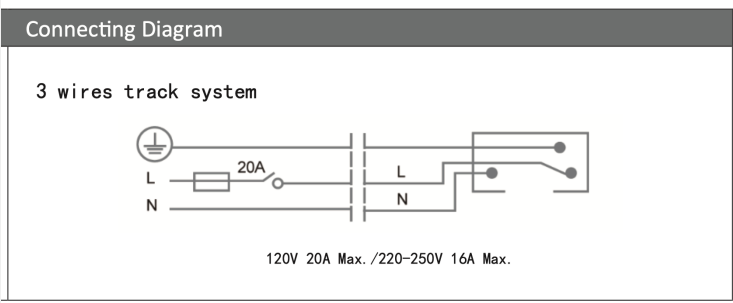 Connecting Diagram
3 wires track system
20A
L
L
N
N
120V 20A Max./220-250V 16A Max.